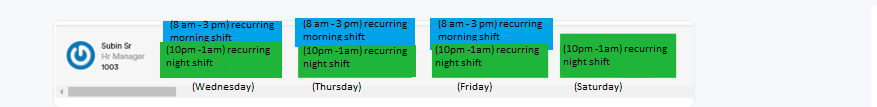 (8 am - 3 pm) recurring
morning shift
(8 am - 3 pm) recurring
morning shift
(8 am - 3 pm) recurring
morning shift
Subin Sr
Hr Manager
1003
(10pm -1am) recurring
night shift
(10pm -1am) recurring
night shift
(10pm -1am) recurring
night shift
(10pm -1am) recurring
night shift
(Wednesday)
(Thursday)
(Friday)
(Saturday)